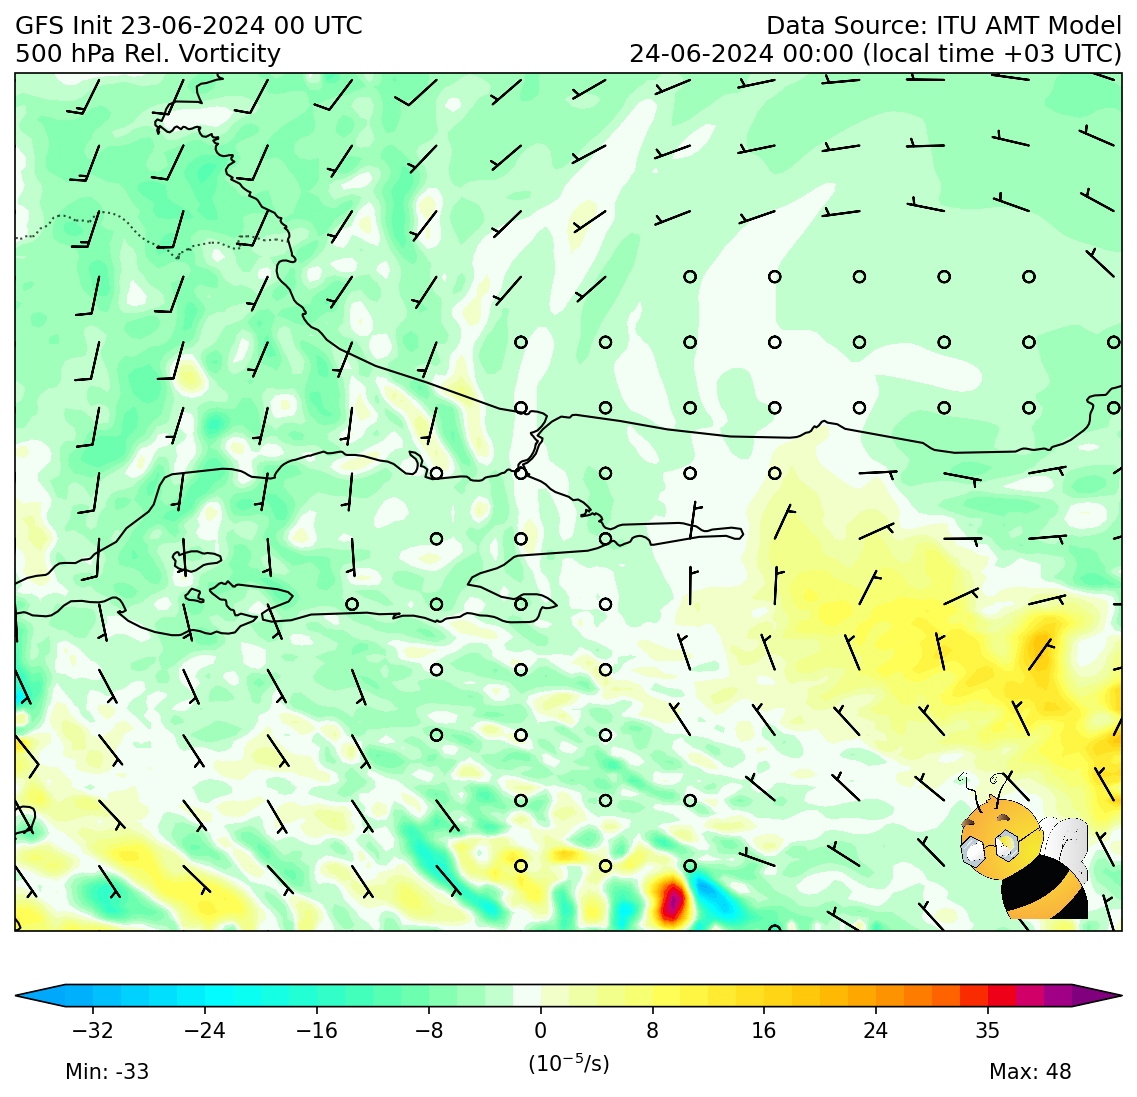 GFS Init 23-06-2024 00 UTC
Data Source: ITU AMT Model
500 hPa Rel. Vorticity
24-06-2024 00:00 (local time +03 UTC)
−32 −24 −16 −8 0 8 16 24 35
(10⁻⁵/s)
Min: -33
Max: 48